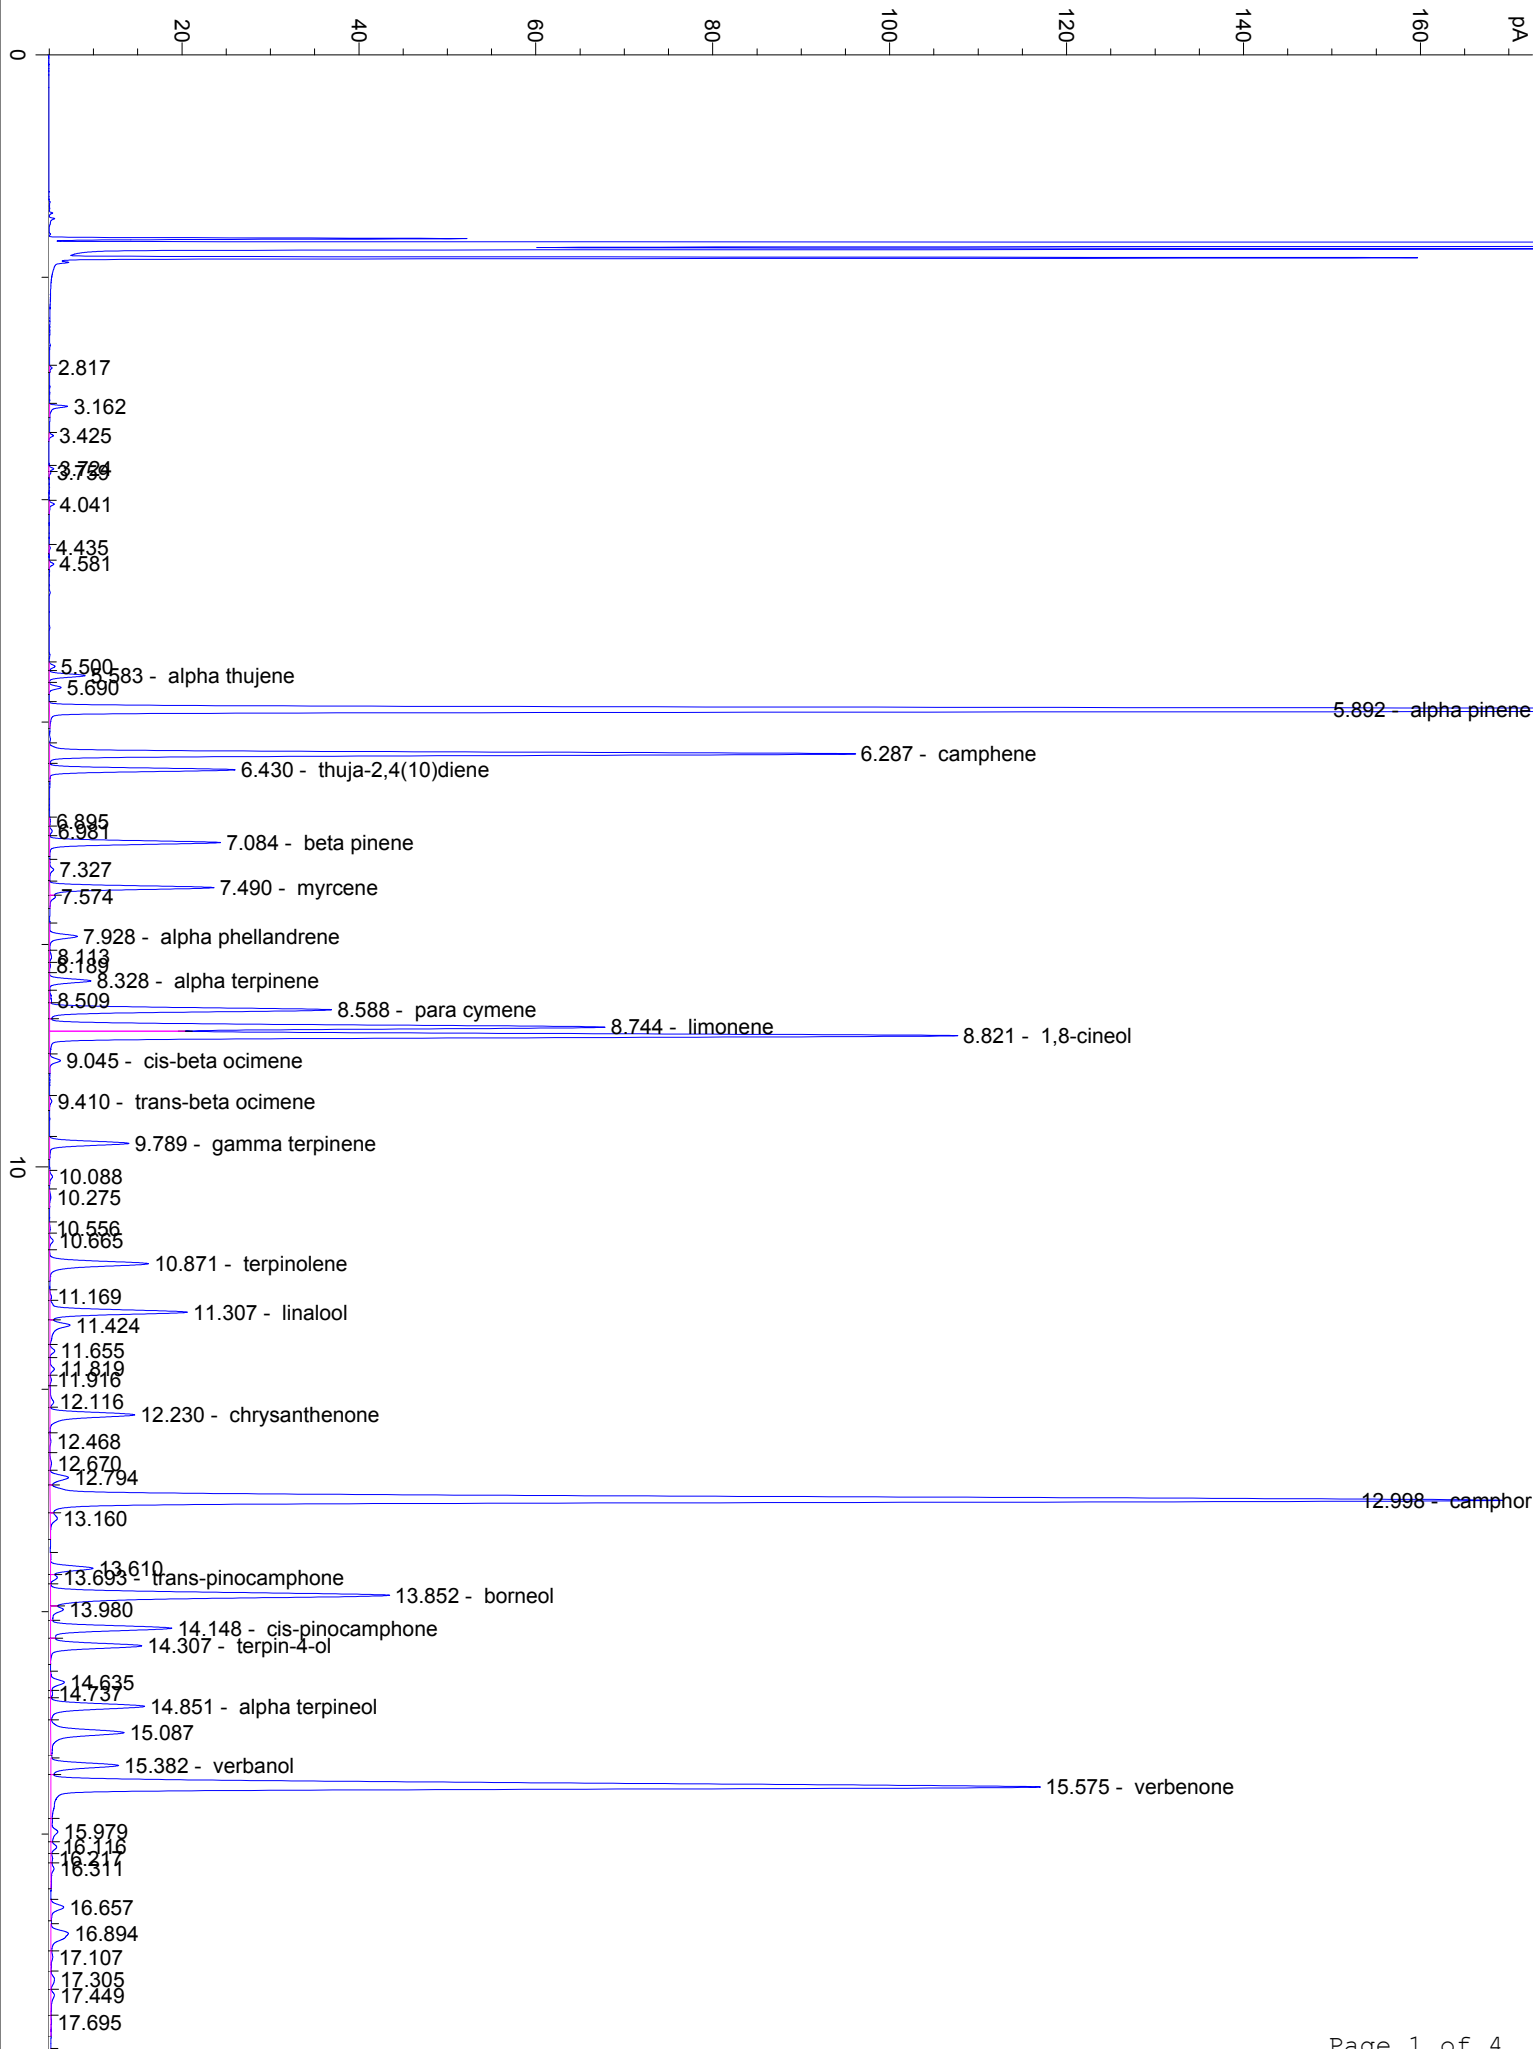 pA
20
40
60
80
100
120
140
160
0
2.817
3.162
3.425
3.724
3.759
4.041
4.435
4.581
5.500
5.583 - alpha thujene
5.690
5.892 - alpha pinene
6.287 - camphene
6.430 - thuja-2,4(10)diene
6.895
6.981
7.084 - beta pinene
7.327
7.490 - myrcene
7.574
7.928 - alpha phellandrene
8.113
8.189
8.328 - alpha terpinene
8.509
8.588 - para cymene
8.744 - limonene
8.821 - 1,8-cineol
9.045 - cis-beta ocimene
9.410 - trans-beta ocimene
9.789 - gamma terpinene
10
10.088
10.275
10.556
10.665
10.871 - terpinolene
11.169
11.307 - linalool
11.424
11.655
11.819
11.916
12.116
12.230 - chrysanthenone
12.468
12.670
12.794
12.998 - camphor
13.160
13.610
13.693 - trans-pinocamphone
13.852 - borneol
13.980
14.148 - cis-pinocamphone
14.307 - terpin-4-ol
14.635
14.737
14.851 - alpha terpineol
15.087
15.382 - verbanol
15.575 - verbenone
15.979
16.116
16.217
16.311
16.657
16.894
17.107
17.305
17.449
17.695
Page 1 of 4